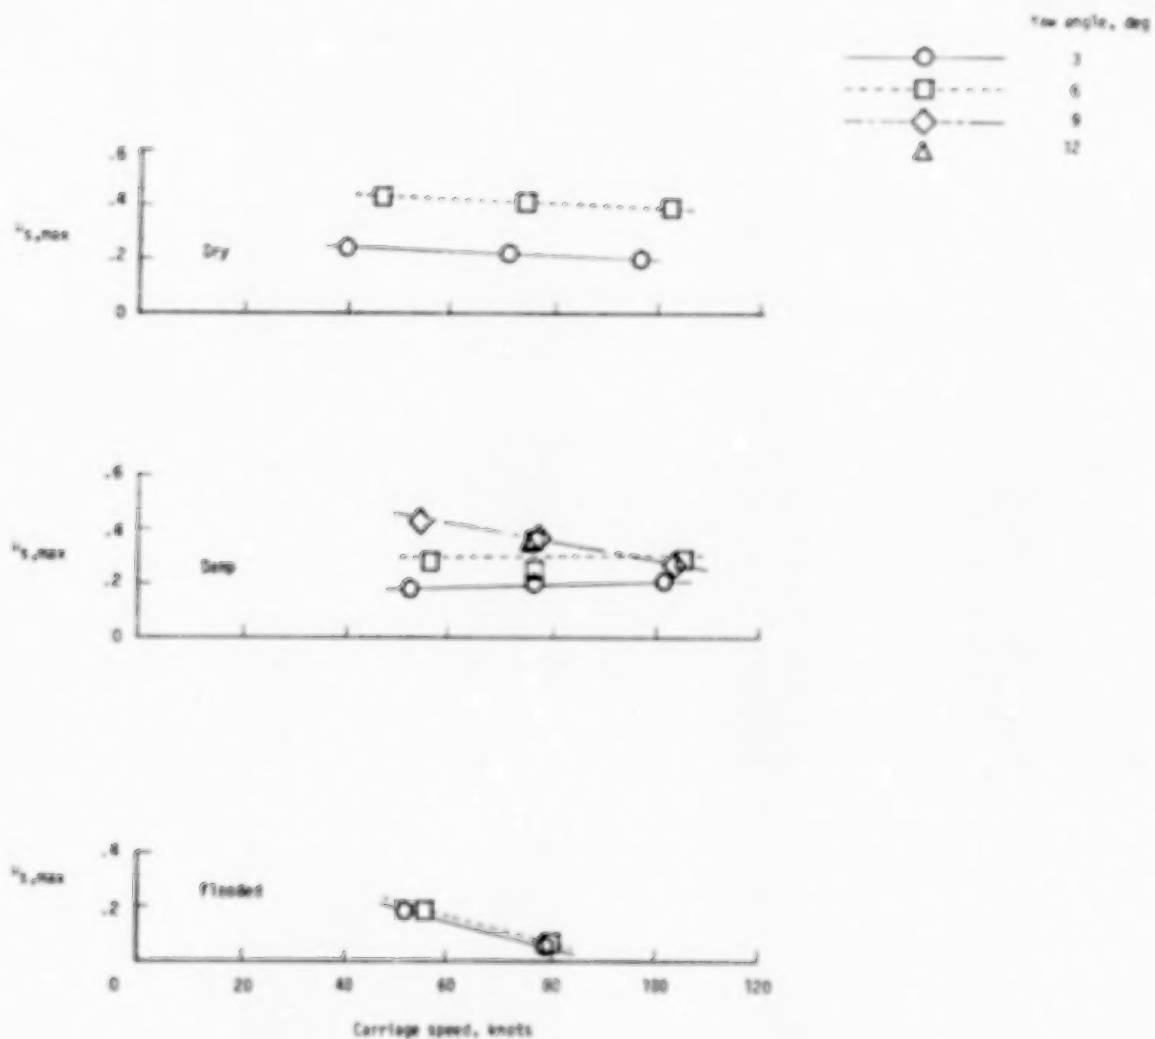 Yaw angle, deg
3
6
9
12
.6
.4
μs,max
.2
Dry
0
.6
.4
μs,max
.2
Damp
0
.4
μs,max
.2
Flooded
0 20 40 60 80 100 120
Carriage speed, knots